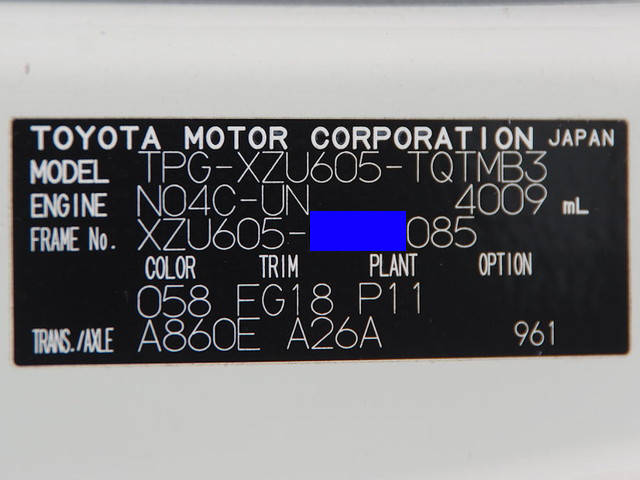 TOYOTA MOTOR CORPORATION JAPAN
MODEL TPG-XZU605-TQTMB3
ENGINE N04C-UN 4009 mL
FRAME No. XZU605- 085
COLOR TRIM PLANT OPTION
058 FG18 P11
TRANS./AXLE A860E A26A 961